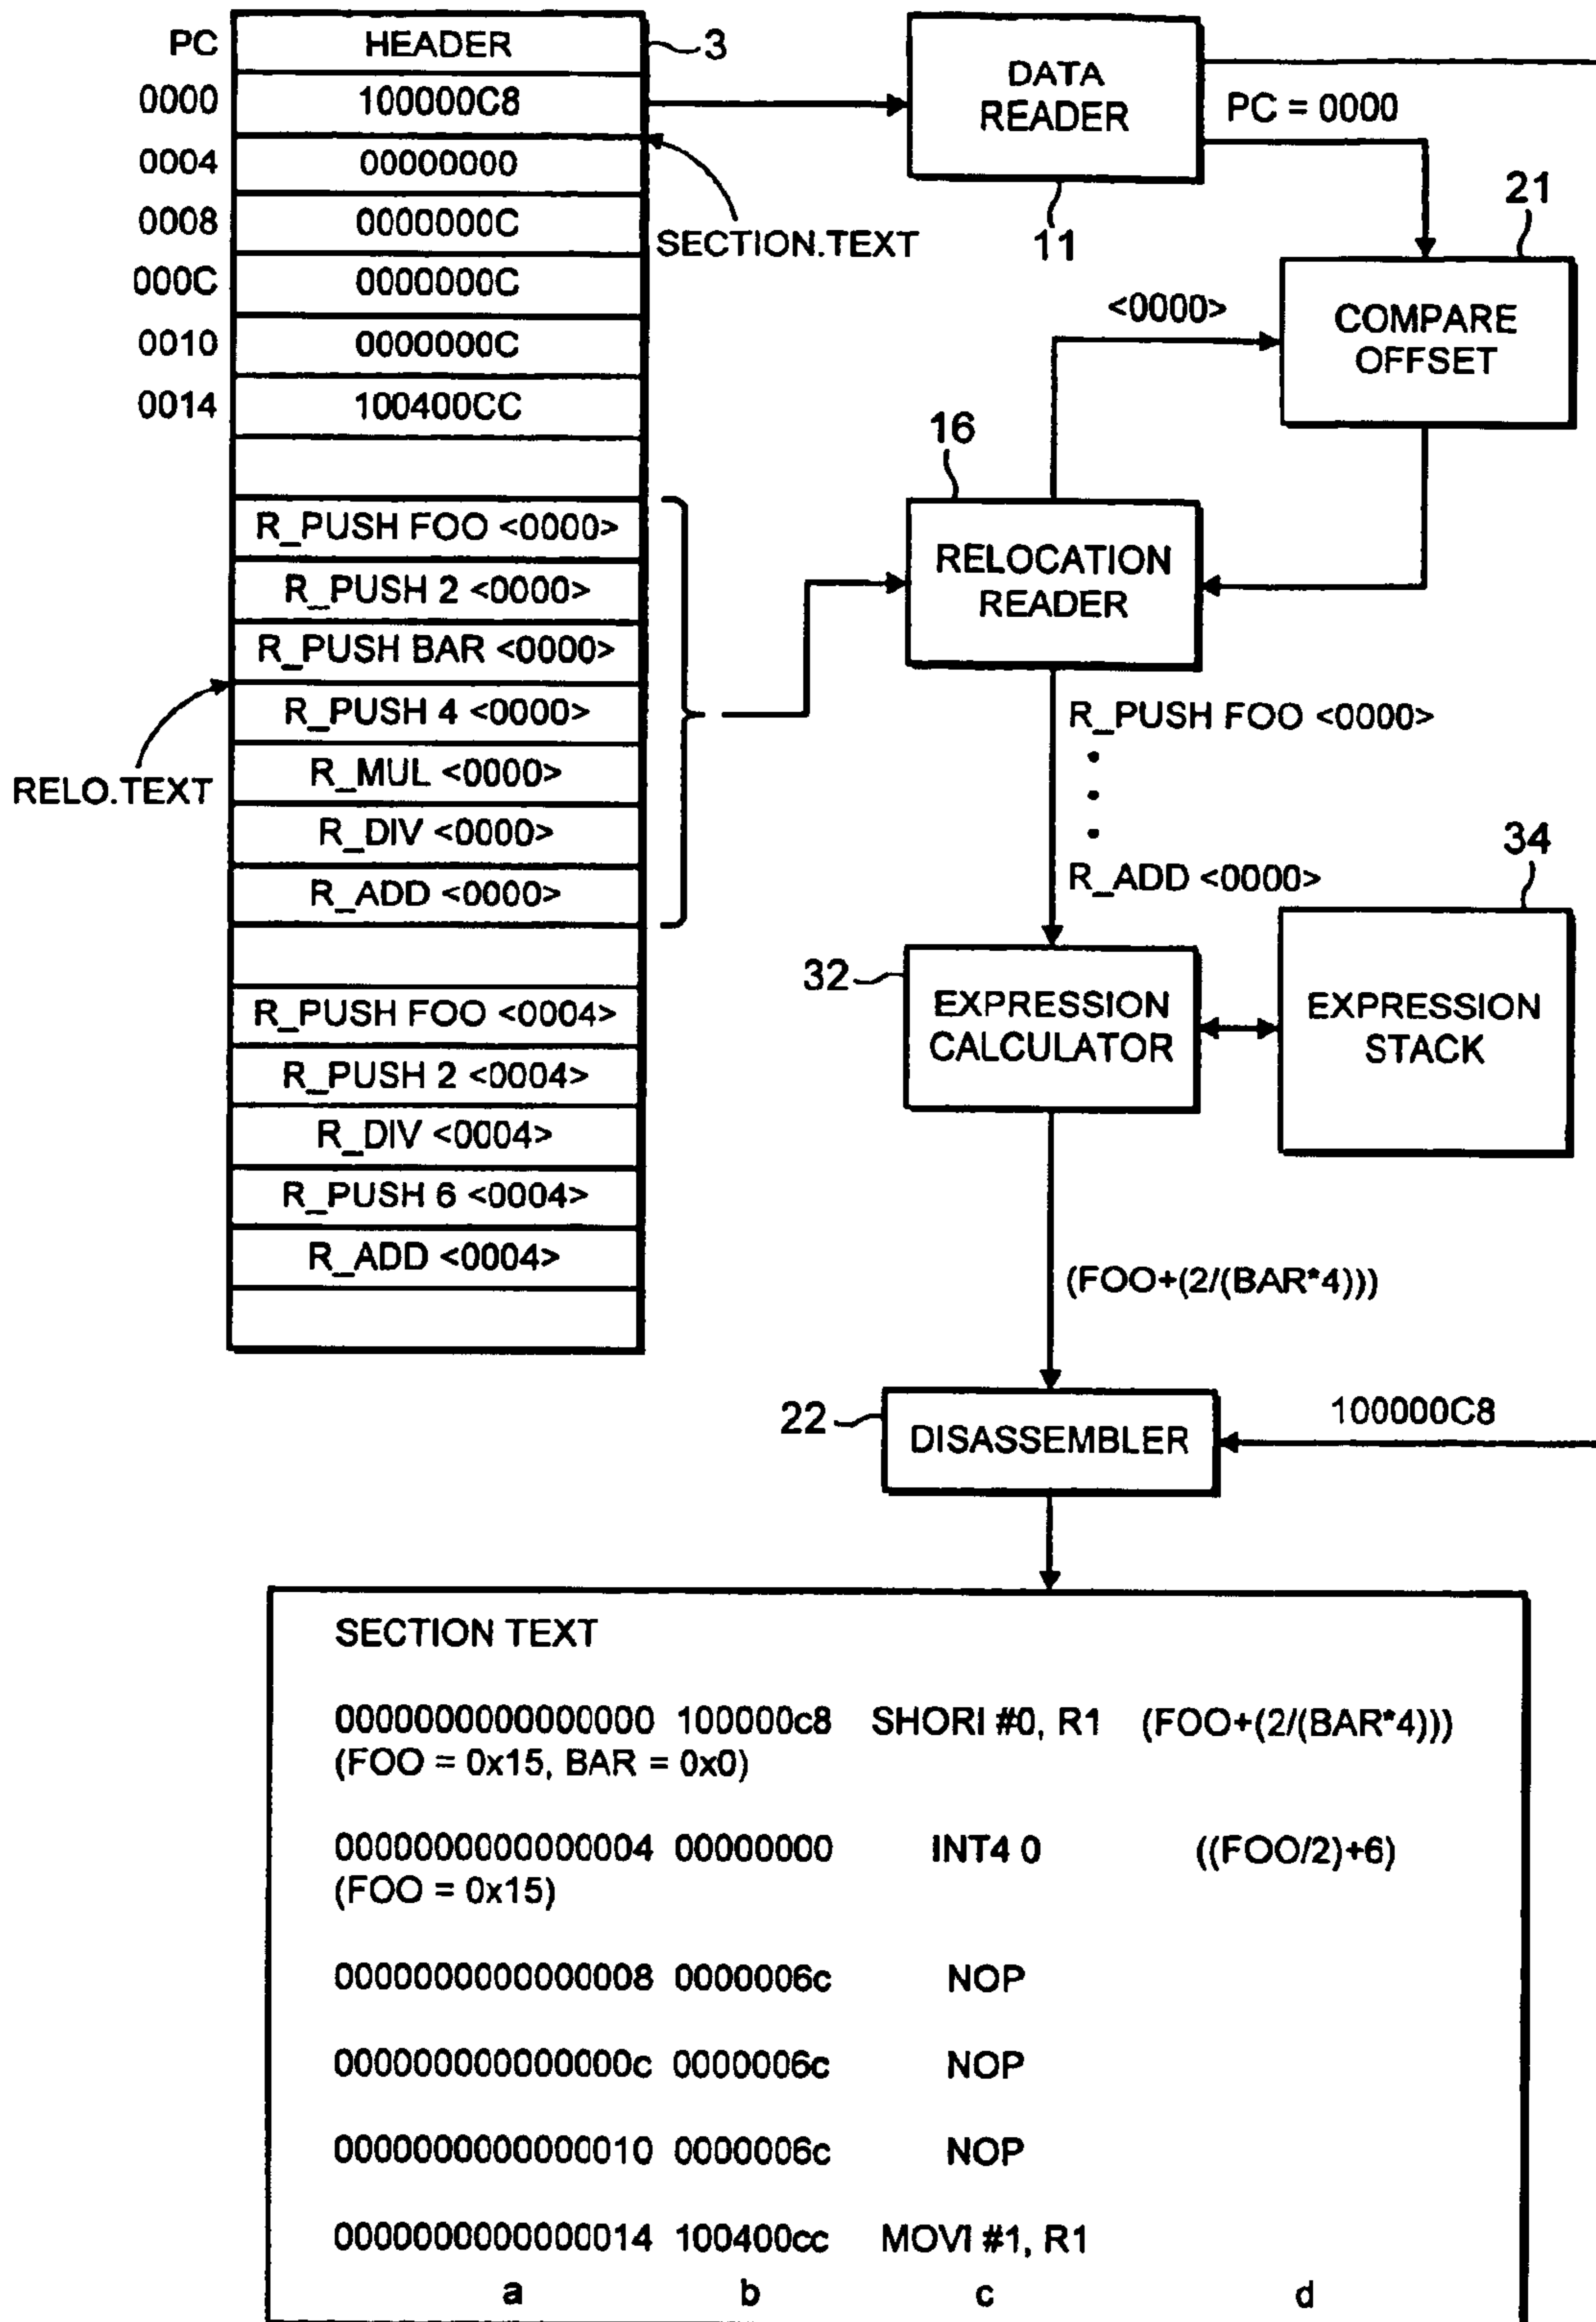 PC HEADER 3
0000 100000C8
0004 00000000
0008 0000000C
000C 0000000C
0010 0000000C
0014 100400CC
SECTION.TEXT
R_PUSH FOO <0000>
R_PUSH 2 <0000>
R_PUSH BAR <0000>
R_PUSH 4 <0000>
R_MUL <0000>
R_DIV <0000>
R_ADD <0000>
RELO.TEXT
R_PUSH FOO <0004>
R_PUSH 2 <0004>
R_DIV <0004>
R_PUSH 6 <0004>
R_ADD <0004>
DATA
READER
11
PC = 0000
21
COMPARE
OFFSET
<0000>
16
RELOCATION
READER
R_PUSH FOO <0000>
R_ADD <0000>
32
EXPRESSION
CALCULATOR
34
EXPRESSION
STACK
(FOO+(2/(BAR*4)))
22
DISASSEMBLER
100000C8
SECTION TEXT
0000000000000000 100000c8 SHORI #0, R1 (FOO+(2/(BAR*4)))
(FOO = 0x15, BAR = 0x0)
0000000000000004 00000000 INT4 0 ((FOO/2)+6)
(FOO = 0x15)
0000000000000008 0000006c NOP
000000000000000c 0000006c NOP
0000000000000010 0000006c NOP
0000000000000014 100400cc MOVI #1, R1
a b c d